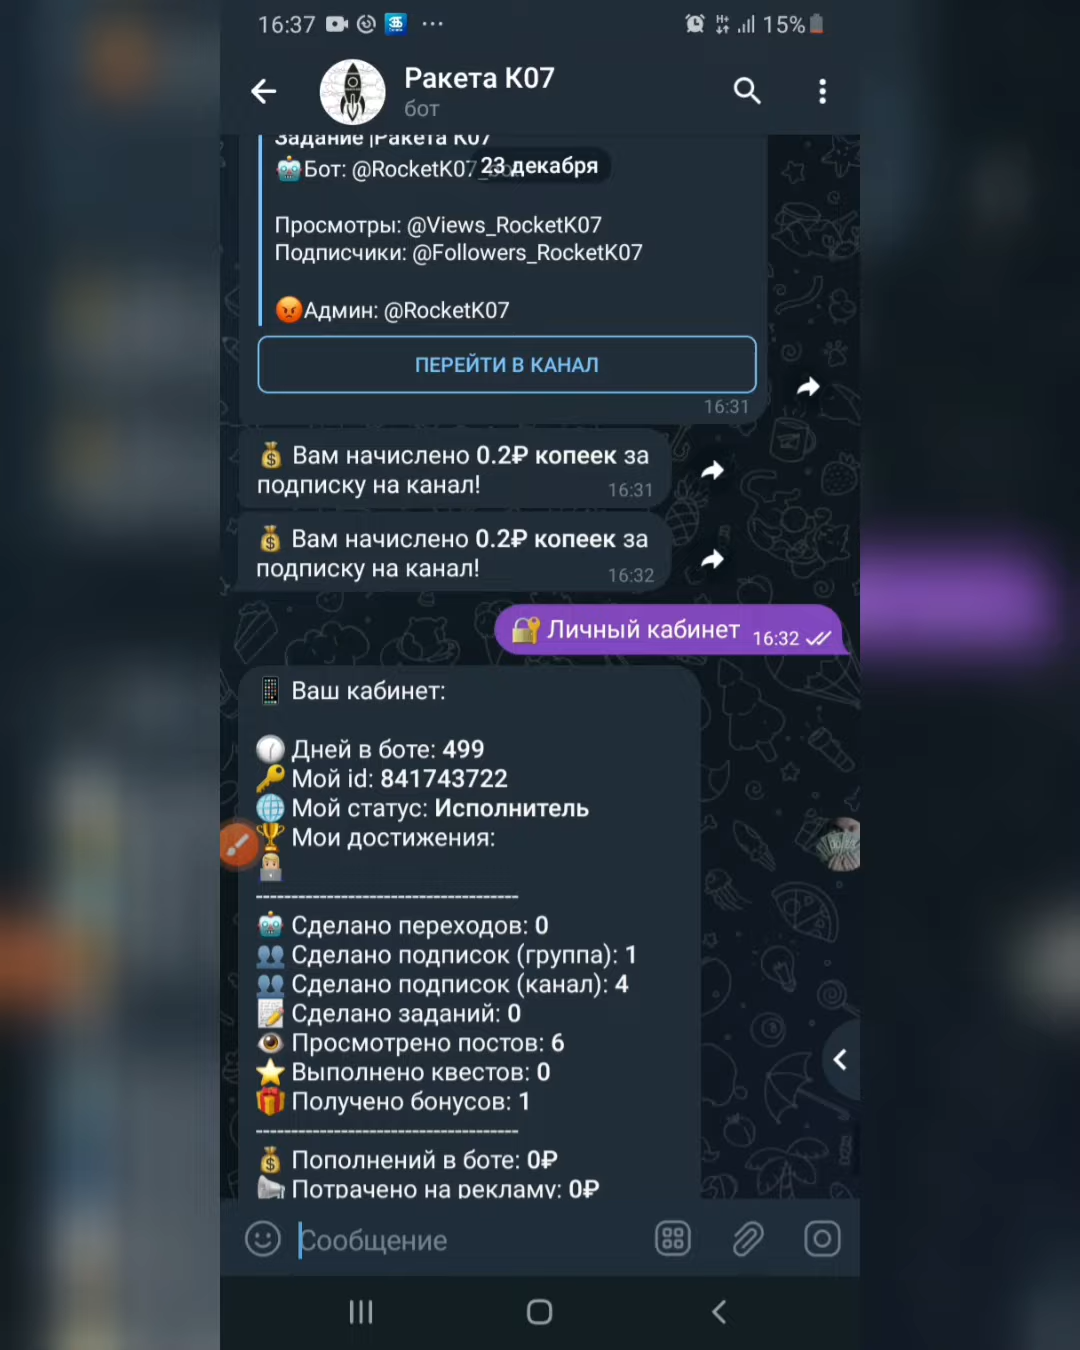 16:37
15%
Ракета К07
бот
Задание |Ракета К07
Бот: @RocketK07_bo
23 декабря
Просмотры: @Views_RocketK07
Подписчики: @Followers_RocketK07
Админ: @RocketK07
ПЕРЕЙТИ В КАНАЛ
16:31
Вам начислено 0.2₽ копеек за
подписку на канал!
16:31
Вам начислено 0.2₽ копеек за
подписку на канал!
16:32
Личный кабинет 16:32
Ваш кабинет:
Дней в боте: 499
Мой id: 841743722
Мой статус: Исполнитель
Мои достижения:
-------------------------------------
Сделано переходов: 0
Сделано подписок (группа): 1
Сделано подписок (канал): 4
Сделано заданий: 0
Просмотрено постов: 6
Выполнено квестов: 0
Получено бонусов: 1
-------------------------------------
Пополнений в боте: 0₽
Потрачено на рекламу: 0₽
Сообщение